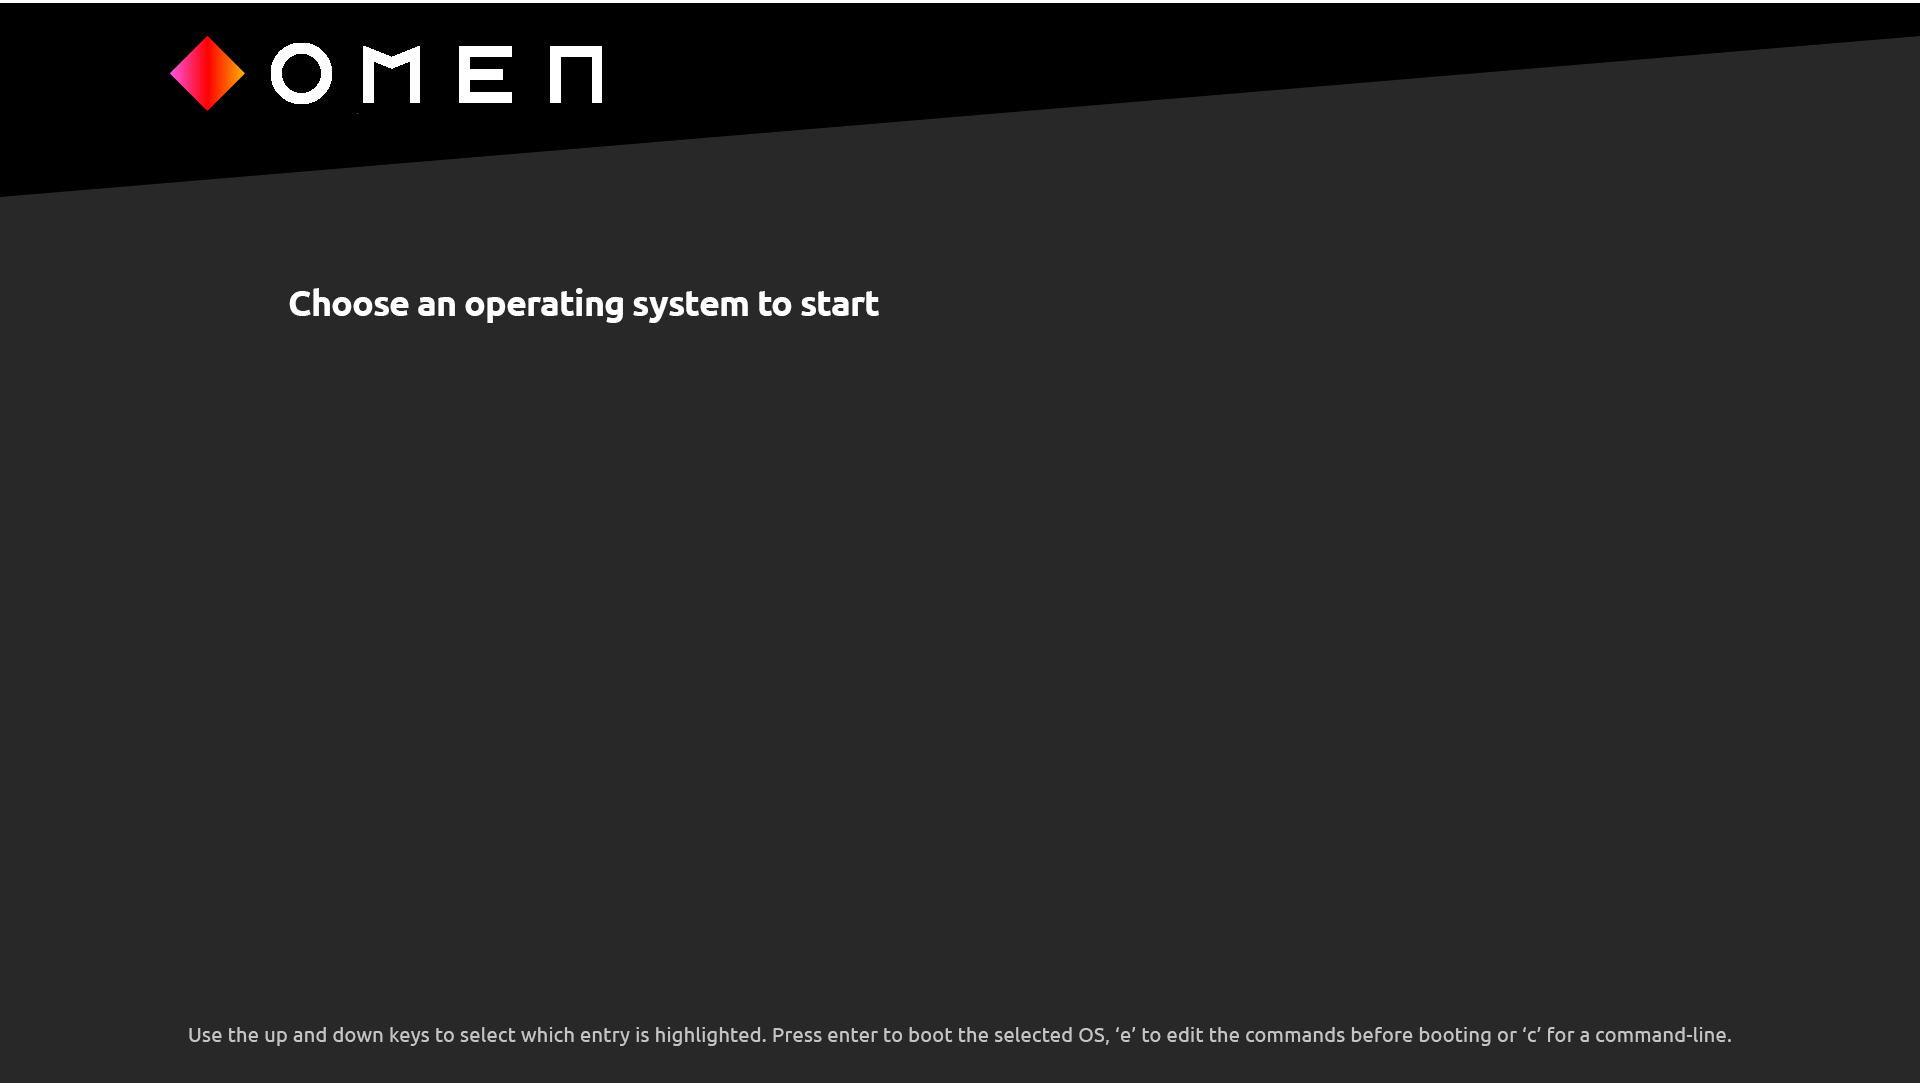 OMEN
Choose an operating system to start
Use the up and down keys to select which entry is highlighted. Press enter to boot the selected OS, ‘e’ to edit the commands before booting or ‘c’ for a command-line.